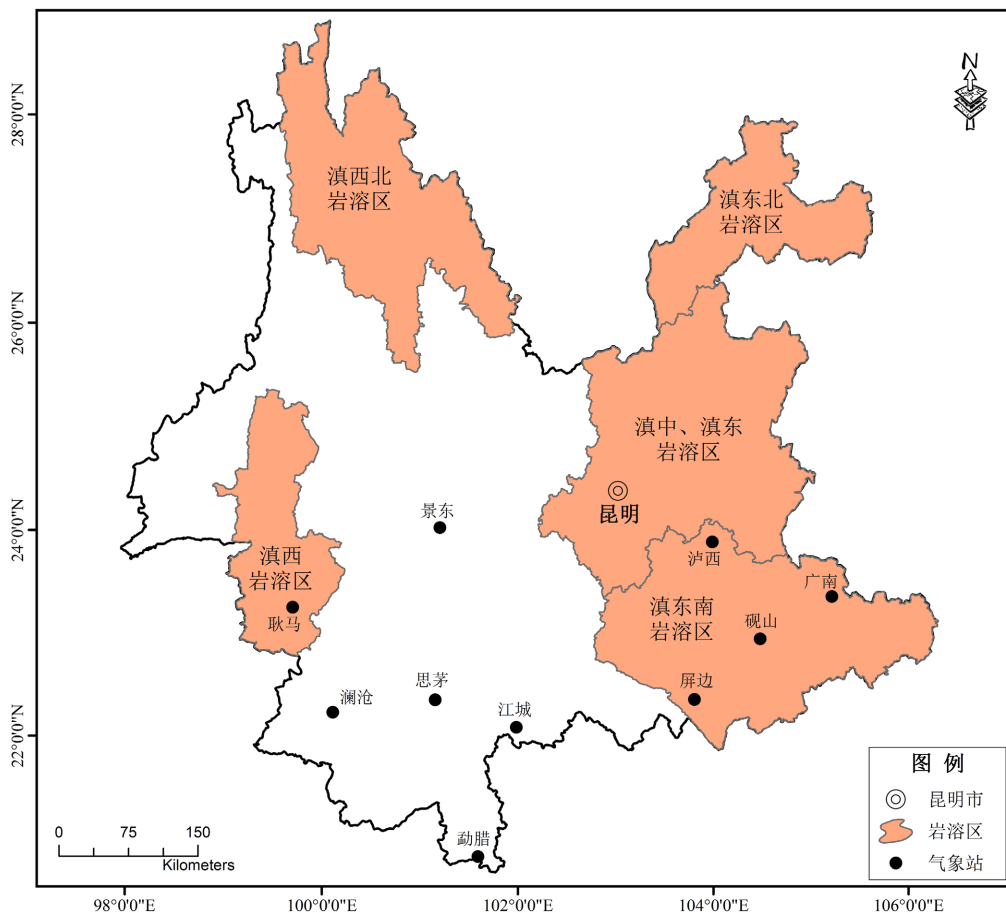 N
28°0'0"N
26°0'0"N
24°0'0"N
22°0'0"N
滇西北
岩溶区
滇东北
岩溶区
滇中、滇东
岩溶区
昆明
景东
滇西
岩溶区
耿马
泸西
广南
滇东南
岩溶区
砚山
屏边
澜沧
思茅
江城
勐腊
图 例
昆明市
岩溶区
气象站
0 75 150
Kilometers
98°0'0"E 100°0'0"E 102°0'0"E 104°0'0"E 106°0'0"E